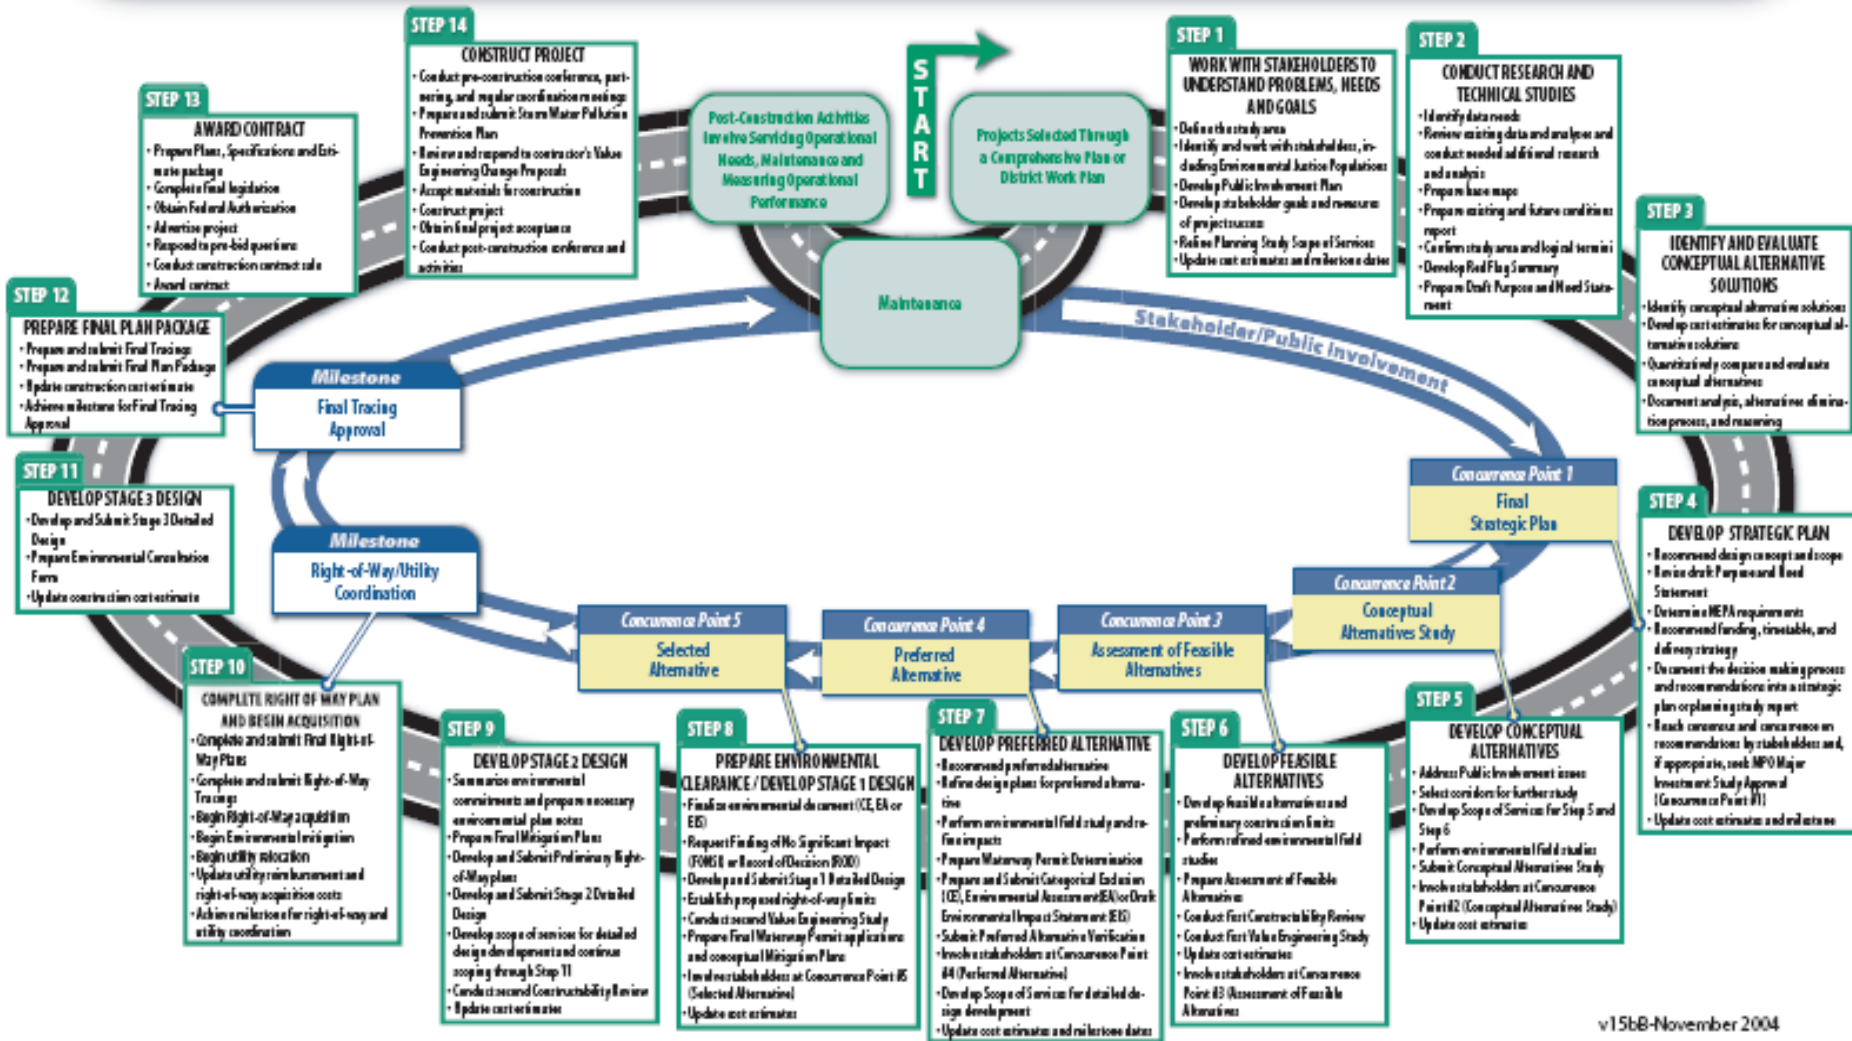 START
Projects Selected Through
a Comprehensive Plan or
District Work Plan
STEP 1
WORK WITH STAKEHOLDERS TO
UNDERSTAND PROBLEMS, NEEDS
AND GOALS
• Define the study area
• Identify and work with stakeholders, in-
cluding Environmental Justice Populations
• Develop Public Involvement Plan
• Develop stakeholder goals and measures
of project success
• Refine Planning Study Scope of Services
• Update cost estimates and milestone dates
STEP 2
CONDUCT RESEARCH AND
TECHNICAL STUDIES
• Identify data needs
• Review existing data and analyses and
conduct needed additional research
and analysis
• Prepare base maps
• Prepare existing and future conditions
report
• Confirm study area and logical termini
• Develop Red Flag Summary
• Prepare Draft Purpose and Need State-
ment
STEP 3
IDENTIFY AND EVALUATE
CONCEPTUAL ALTERNATIVE
SOLUTIONS
• Identify conceptual alternative solutions
• Develop cost estimates for conceptual al-
ternative solutions
• Quantitatively compare and evaluate
conceptual alternatives
• Document analysis, alternatives elimina-
tion process, and reasoning
STEP 4
DEVELOP STRATEGIC PLAN
• Recommend design concept and scope
• Revise draft Purpose and Need
Statement
• Determine NEPA requirements
• Recommend funding, timetable, and
delivery strategy
• Document the decision making process
and recommendations into a strategic
plan or planning study report
• Reach consensus and concurrence on
recommendations by stakeholders and,
if appropriate, seek MPO Major
Investment Study Approval
(Concurrence Point #1)
• Update cost estimates and milestone
STEP 5
DEVELOP CONCEPTUAL
ALTERNATIVES
• Address Public Involvement issues
• Select corridors for further study
• Develop Scope of Services for Step 5 and
Step 6
• Perform environmental field studies
• Submit Conceptual Alternatives Study
• Involve stakeholders at Concurrence
Point #2 (Conceptual Alternatives Study)
• Update cost estimates
STEP 6
DEVELOP FEASIBLE
ALTERNATIVES
• Develop feasible alternatives and
preliminary construction limits
• Perform refined environmental field
studies
• Prepare Assessment of Feasible
Alternatives
• Conduct First Constructability Review
• Conduct First Value Engineering Study
• Update cost estimates
• Involve stakeholders at Concurrence
Point #3 (Assessment of Feasible
Alternatives
STEP 7
DEVELOP PREFERRED ALTERNATIVE
• Recommend preferred alternative
• Refine design plans for preferred alterna-
tive
• Perform environmental field study and re-
fine impacts
• Prepare Waterway Permit Determination
• Prepare and Submit Categorical Exclusion
(CE), Environmental Assessment(EA) or Draft
Environmental Impact Statement (EIS)
• Submit Preferred Alternative Verification
• Involve stakeholders at Concurrence Point
#4 (Perferred Alternative)
• Develop Scope of Services for detailed de-
sign development
• Update cost estimates and milestone dates
STEP 8
PREPARE ENVIRONMENTAL
CLEARANCE / DEVELOP STAGE 1 DESIGN
• Finalize environmental document (CE, EA or
EIS)
• Request Finding of No Significant Impact
(FONSI) or Record of Decision (ROD)
• Develop and Submit Stage 1 Detailed Design
• Establish proposed right-of-way limits
• Conduct second Value Engineering Study
• Prepare Final Waterway Permit applications
and conceptual Mitigation Plans
• Involve stakeholders at Concurrence Point #5
(Selected Alternative)
• Update cost estimates
STEP 9
DEVELOP STAGE 2 DESIGN
• Summarize environmental
commitments and prepare necessary
environmental plan notes
• Prepare Final Mitigation Plans
• Develop and Submit Preliminary Right-
of-Way plans
• Develop and Submit Stage 2 Detailed
Design
• Develop scope of services for detailed
design development and continue
scoping through Step 11
• Conduct second Constructability Review
• Update cost estimates
STEP 10
COMPLETE RIGHT OF WAY PLAN
AND BEGIN ACQUISITION
• Complete and submit Final Right-of-
Way Plans
• Complete and submit Right-of-Way
Tracings
• Begin Right-of-Way acquisition
• Begin Environmental mitigation
• Begin utility relocation
• Update utility reimbursement and
right-of-way acquisition costs
• Achieve milestone for right-of-way and
utility coordination
STEP 11
DEVELOP STAGE 3 DESIGN
• Develop and Submit Stage 3 Detailed
Design
• Prepare Environmental Consultation
Form
• Update construction cost estimate
STEP 12
PREPARE FINAL PLAN PACKAGE
• Prepare and submit Final Tracings
• Prepare and submit Final Plan Package
• Update construction cost estimate
• Achieve milestone for Final Tracing
Approval
STEP 13
AWARD CONTRACT
• Prepare Plans, Specifications and Esti-
mate package
• Complete final legislation
• Obtain Federal Authorization
• Advertise project
• Respond to pre-bid questions
• Conduct construction contract sale
• Award contract
STEP 14
CONSTRUCT PROJECT
• Conduct pre-construction conference, part-
nering, and regular coordination meetings
• Prepare and submit Storm Water Pollution
Prevention Plan
• Review and respond to contractor's Value
Engineering Change Proposals
• Accept materials for construction
• Construct project
• Obtain final project acceptance
• Conduct post-construction conference and
activities
Post-Construction Activities
Involve Servicing Operational
Needs, Maintenance and
Measuring Operational
Performance
Maintenance
Stakeholder/Public Involvement
Concurrence Point 1
Final
Strategic Plan
Concurrence Point 2
Conceptual
Alternatives Study
Concurrence Point 3
Assessment of Feasible
Alternatives
Concurrence Point 4
Preferred
Alternative
Concurrence Point 5
Selected
Alternative
Milestone
Right-of-Way/Utility
Coordination
Milestone
Final Tracing
Approval
v15bB-November 2004